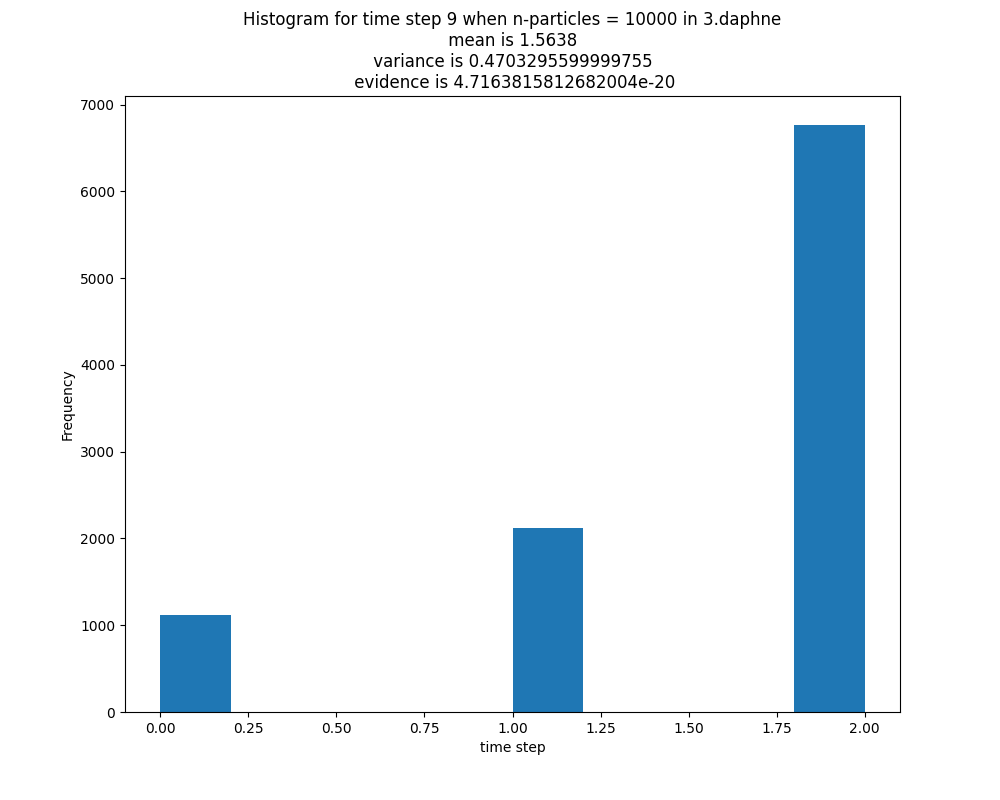 Histogram for time step 9 when n-particles = 10000 in 3.daphne
mean is 1.5638
variance is 0.4703295599999755
evidence is 4.7163815812682004e-20
7000
6000
5000
4000
3000
2000
1000
0
Frequency
0.00 0.25 0.50 0.75 1.00 1.25 1.50 1.75 2.00
time step